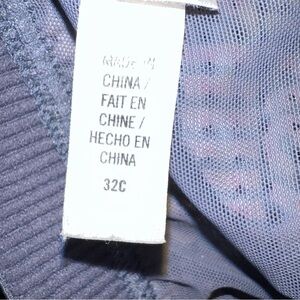 MADE IN
CHINA /
FAIT EN
CHINE /
HECHO EN
CHINA
32C